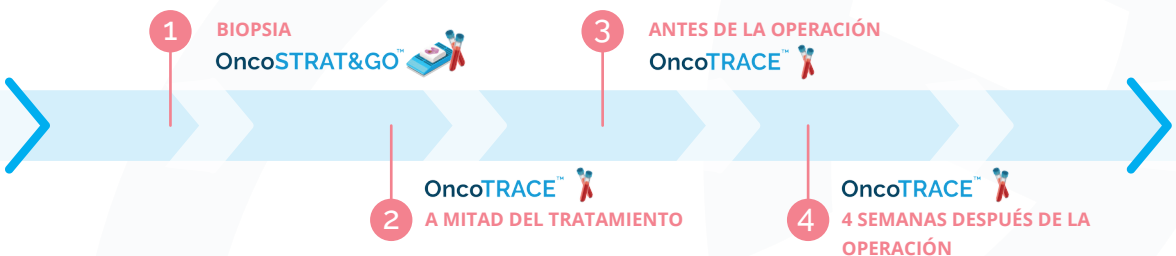 1
BIOPSIA
OncoSTRAT&GO™
3
ANTES DE LA OPERACIÓN
OncoTRACE™
OncoTRACE™
2
A MITAD DEL TRATAMIENTO
OncoTRACE™
4
4 SEMANAS DESPUÉS DE LA
OPERACIÓN